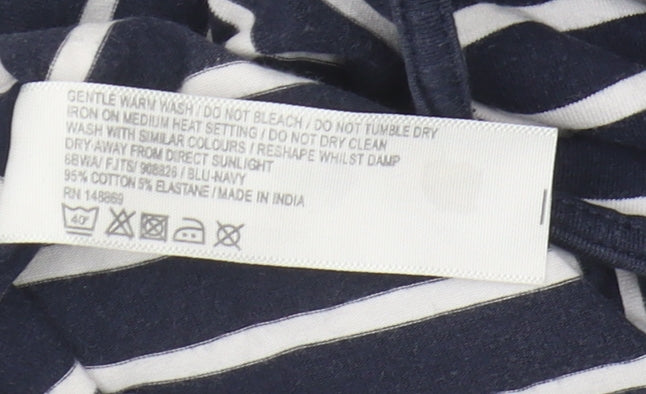 GENTLE WARM WASH / DO NOT BLEACH / DO NOT TUMBLE DRY
IRON ON MEDIUM HEAT SETTING / DO NOT DRY CLEAN
WASH WITH SIMILAR COLOURS / RESHAPE WHILST DAMP
DRY AWAY FROM DIRECT SUNLIGHT
6BWA/ FJTS/ 908826 / BLU-NAVY
95% COTTON 5% ELASTANE / MADE IN INDIA
RN 148869
40°